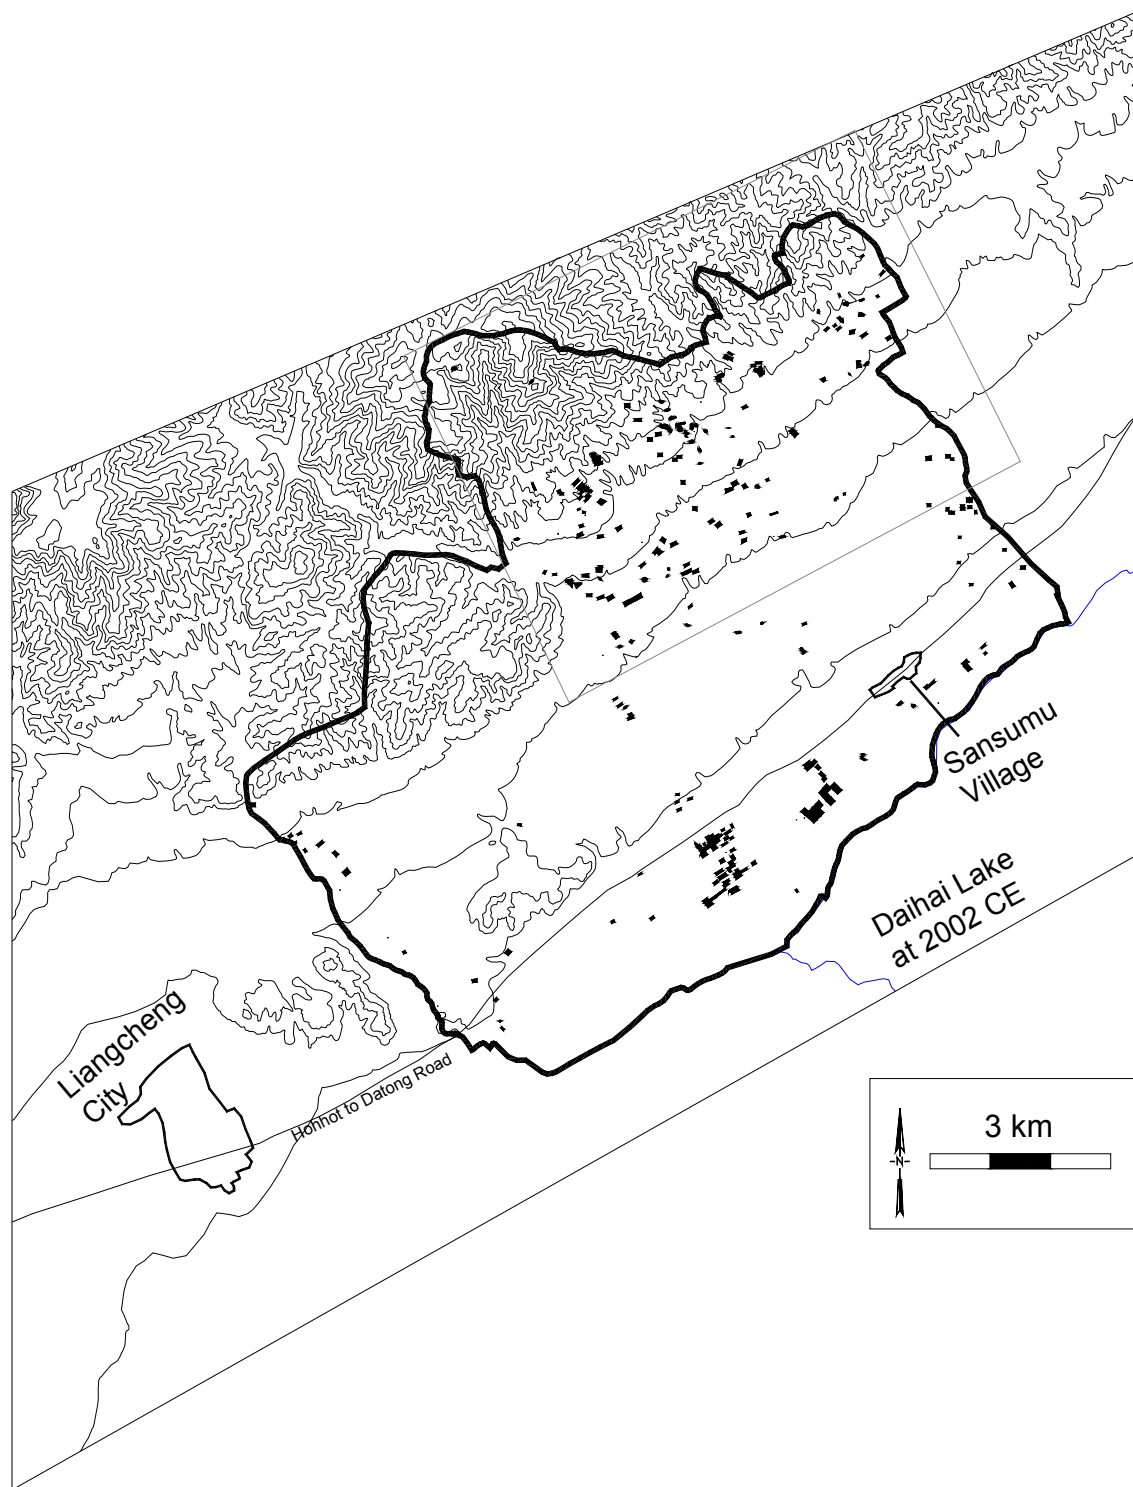 Sansumu
Village
Daihai Lake
at 2002 CE
Liangcheng
City
Hohhot to Datong Road
3 km
N